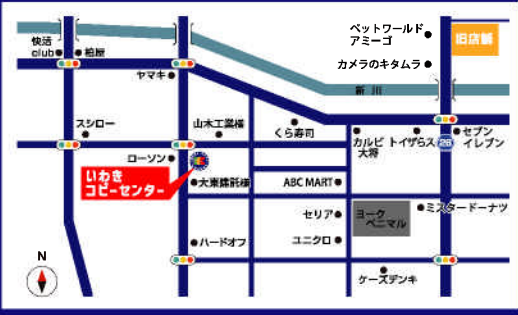 ペットワールド
アミーゴ
旧店舗
快活
club
柏屋
カメラのキタムラ
ヤマキ
新 川
スシロー
山木工業様
くら寿司
カルビ
大将
トイザらス
26
セブン
イレブン
ローソン
いわき
コピーセンター
大東建託様
ABC MART
セリア
ヨーク
ベニマル
ミスタードーナツ
ハードオフ
ユニクロ
N
ケーズデンキ